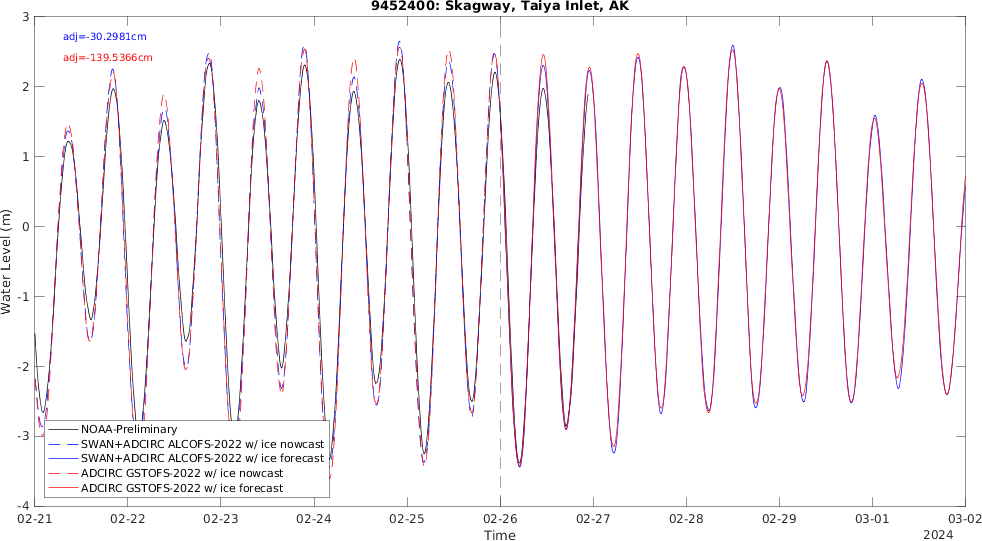 9452400: Skagway, Taiya Inlet, AK
adj=-30.2981cm
adj=-139.5366cm
Water Level (m)
3
2
1
0
-1
-2
-3
-4
NOAA-Preliminary
SWAN+ADCIRC ALCOFS-2022 w/ ice nowcast
SWAN+ADCIRC ALCOFS-2022 w/ ice forecast
ADCIRC GSTOFS-2022 w/ ice nowcast
ADCIRC GSTOFS-2022 w/ ice forecast
02-21 02-22 02-23 02-24 02-25 02-26 02-27 02-28 02-29 03-01 03-02
Time
2024